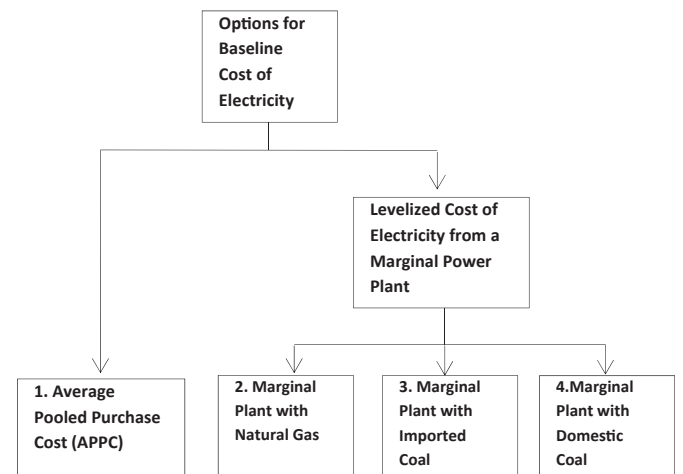 Options for
Baseline
Cost of
Electricity
Levelized Cost of
Electricity from a
Marginal Power
Plant
1. Average
Pooled Purchase
Cost (APPC)
2. Marginal
Plant with
Natural Gas
3. Marginal
Plant with
Imported
Coal
4.Marginal
Plant with
Domestic
Coal